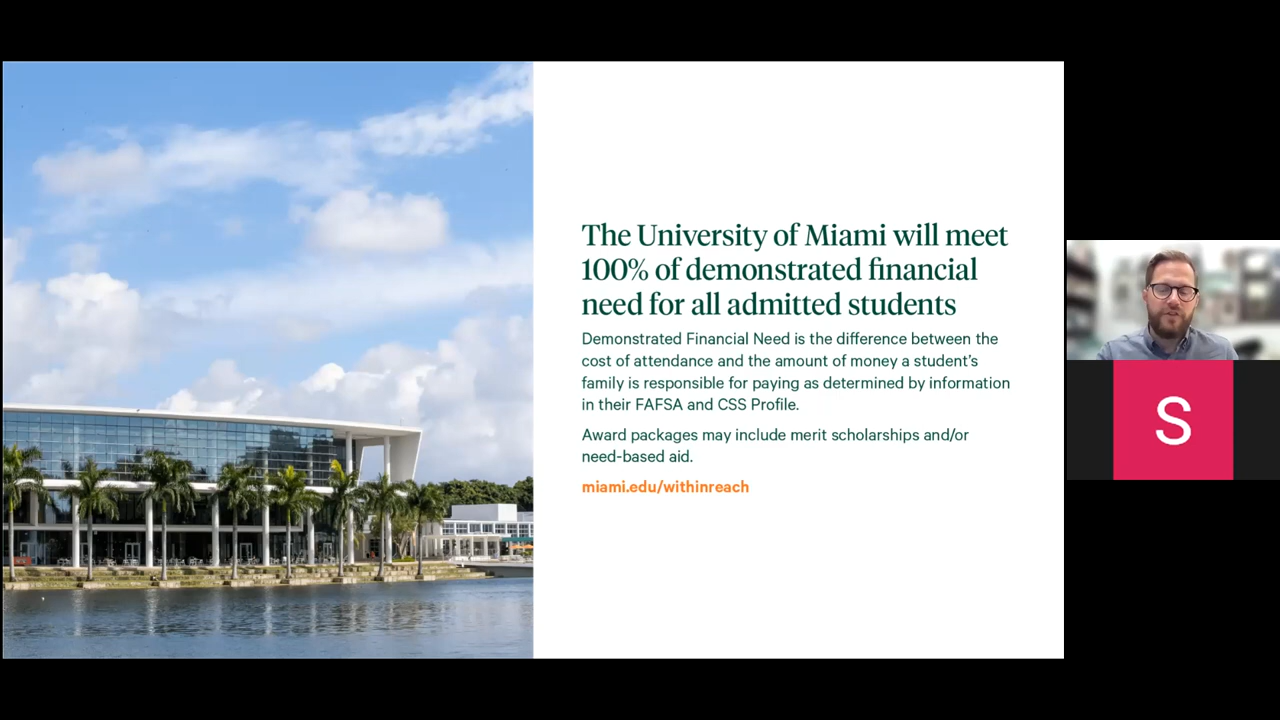 The University of Miami will meet
100% of demonstrated financial
need for all admitted students
Demonstrated Financial Need is the difference between the
cost of attendance and the amount of money a student's
family is responsible for paying as determined by information
in their FAFSA and CSS Profile.
Award packages may include merit scholarships and/or
need-based aid.
miami.edu/withinreach
S